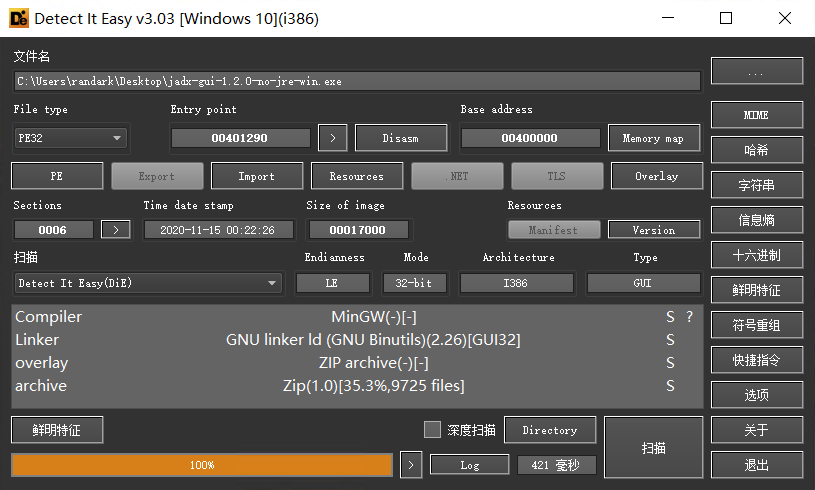 Detect It Easy v3.03 [Windows 10](i386)
文件名
C:\Users\randark\Desktop\jadx-gui-1.2.0-no-jre-win.exe
...
File type
Entry point
Base address
PE32
00401290
>
Disasm
00400000
Memory map
MIME
PE
Export
Import
Resources
.NET
TLS
Overlay
哈希
Sections
Time date stamp
Size of image
Resources
字符串
0006
>
2020-11-15 00:22:26
00017000
Manifest
Version
信息熵
扫描
Endianness
Mode
Architecture
Type
十六进制
Detect It Easy(DiE)
LE
32-bit
I386
GUI
鲜明特征
Compiler MinGW(-)[-] S ?
Linker GNU linker ld (GNU Binutils)(2.26)[GUI32] S
overlay ZIP archive(-)[-] S
archive Zip(1.0)[35.3%,9725 files] S
符号重组
快捷指令
选项
鲜明特征
深度扫描
Directory
扫描
关于
100%
>
Log
421 毫秒
退出